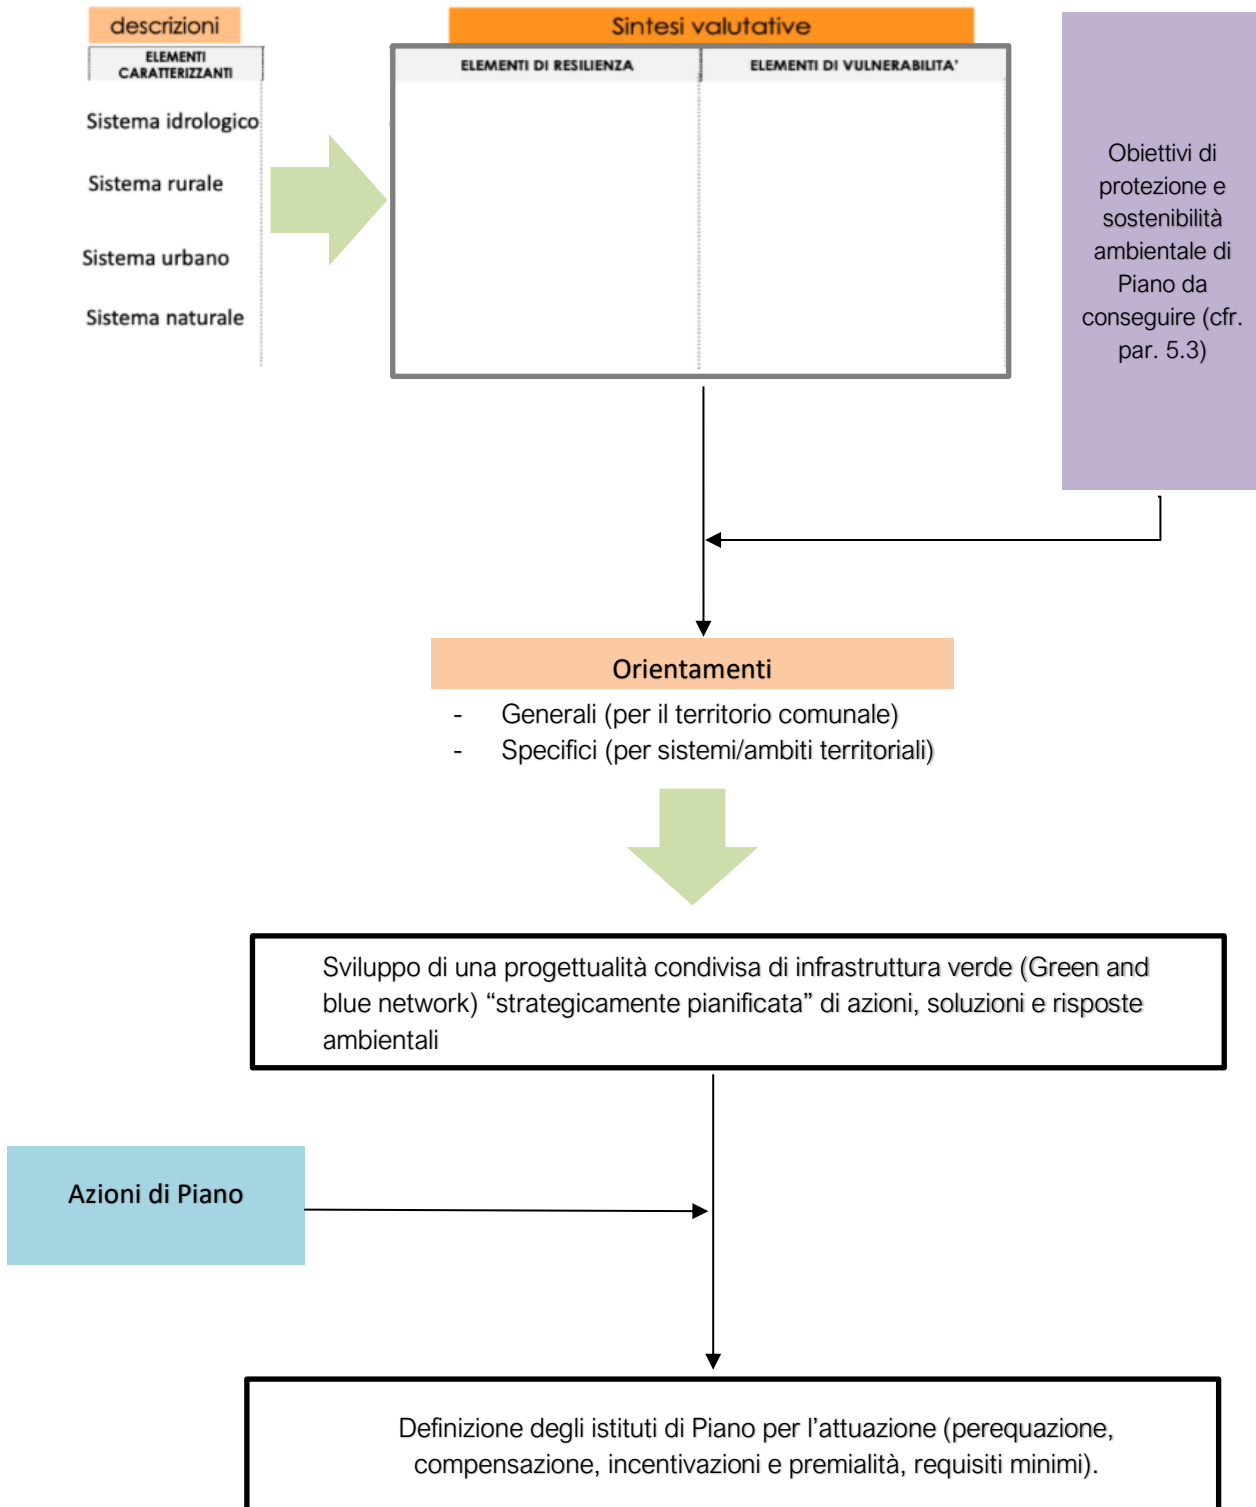 descrizioni
Sintesi valutative
ELEMENTI
CARATTERIZZANTI
ELEMENTI DI RESILIENZA
ELEMENTI DI VULNERABILITA'
Sistema idrologico
Sistema rurale
Sistema urbano
Sistema naturale
Obiettivi di
protezione e
sostenibilità
ambientale di
Piano da
conseguire (cfr.
par. 5.3)
Orientamenti
- Generali (per il territorio comunale)
- Specifici (per sistemi/ambiti territoriali)
Sviluppo di una progettualità condivisa di infrastruttura verde (Green and
blue network) “strategicamente pianificata” di azioni, soluzioni e risposte
ambientali
Azioni di Piano
Definizione degli istituti di Piano per l’attuazione (perequazione,
compensazione, incentivazioni e premialità, requisiti minimi).